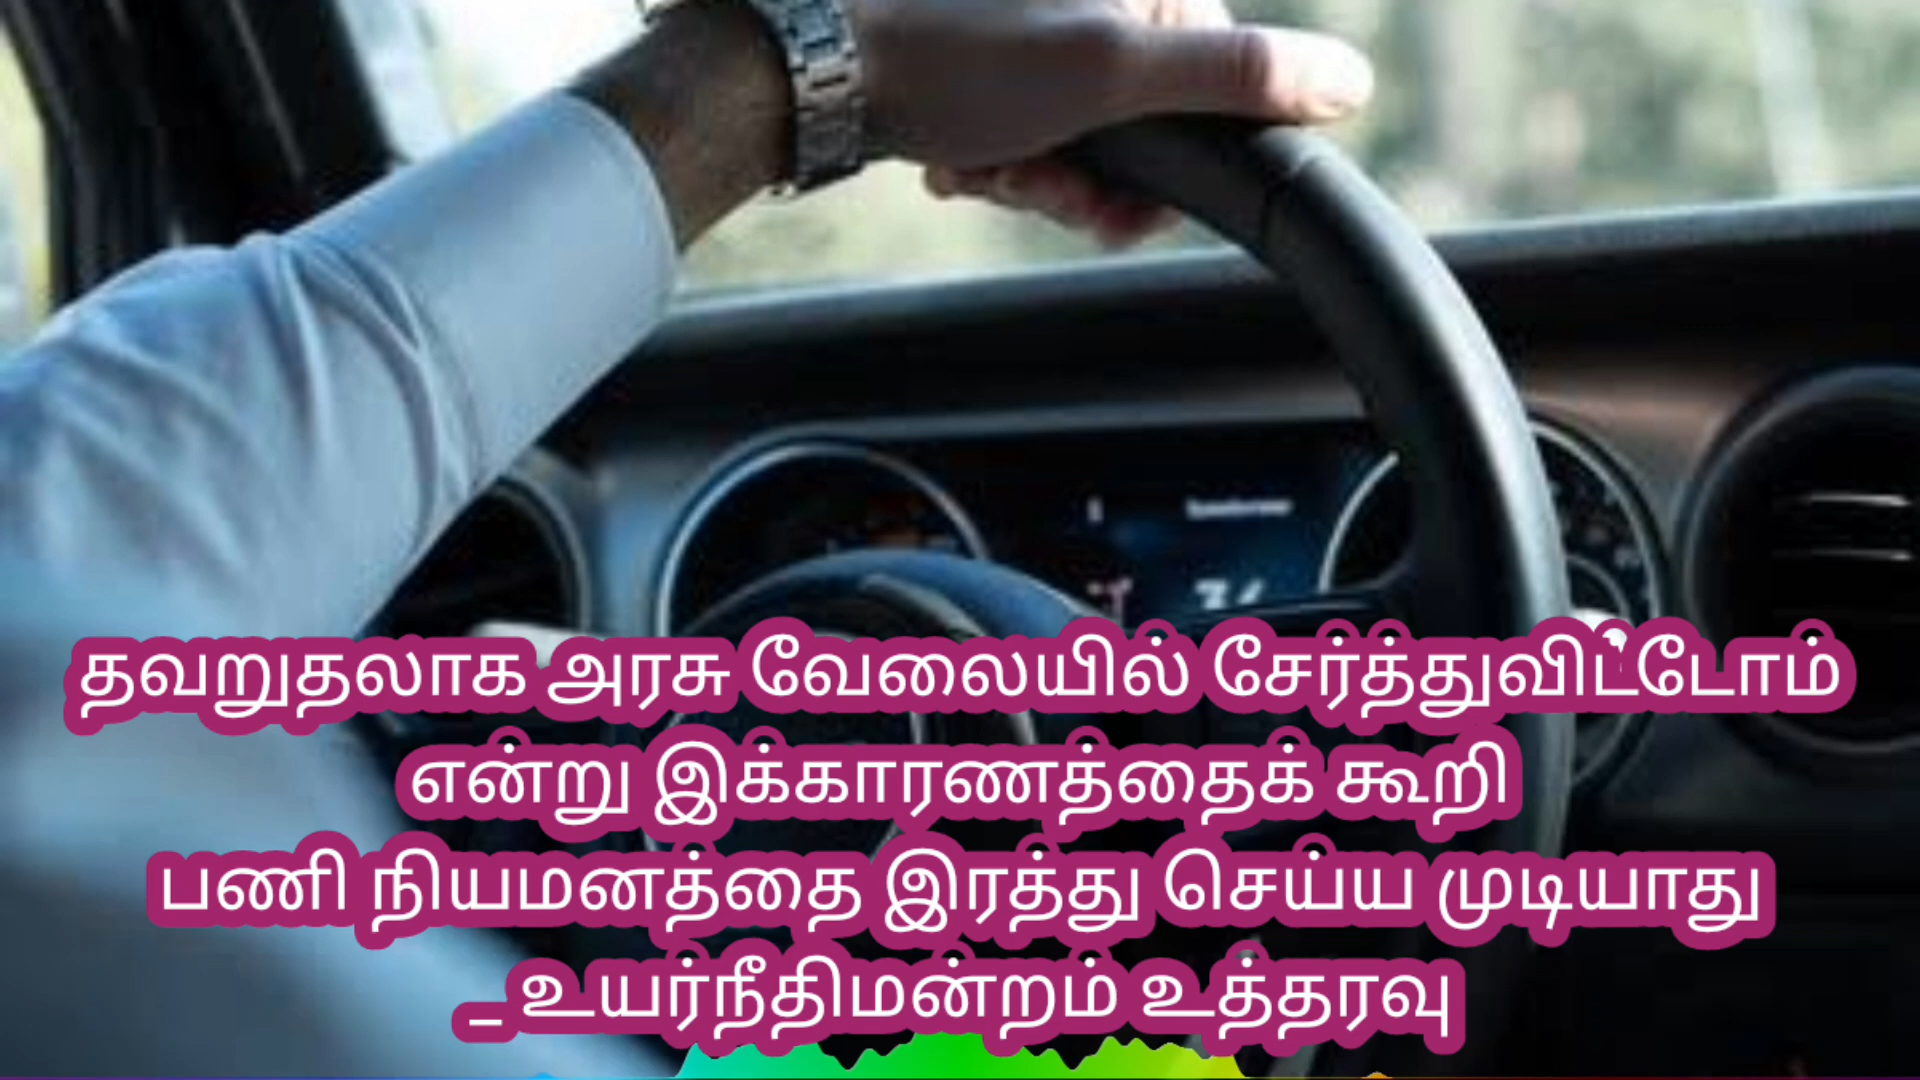 தவறுதலாக அரசு வேலையில் சேர்த்துவிட்டோம்
என்று இக்காரணத்தைக் கூறி
பணி நியமனத்தை இரத்து செய்ய முடியாது
_ உயர்நீதிமன்றம் உத்தரவு